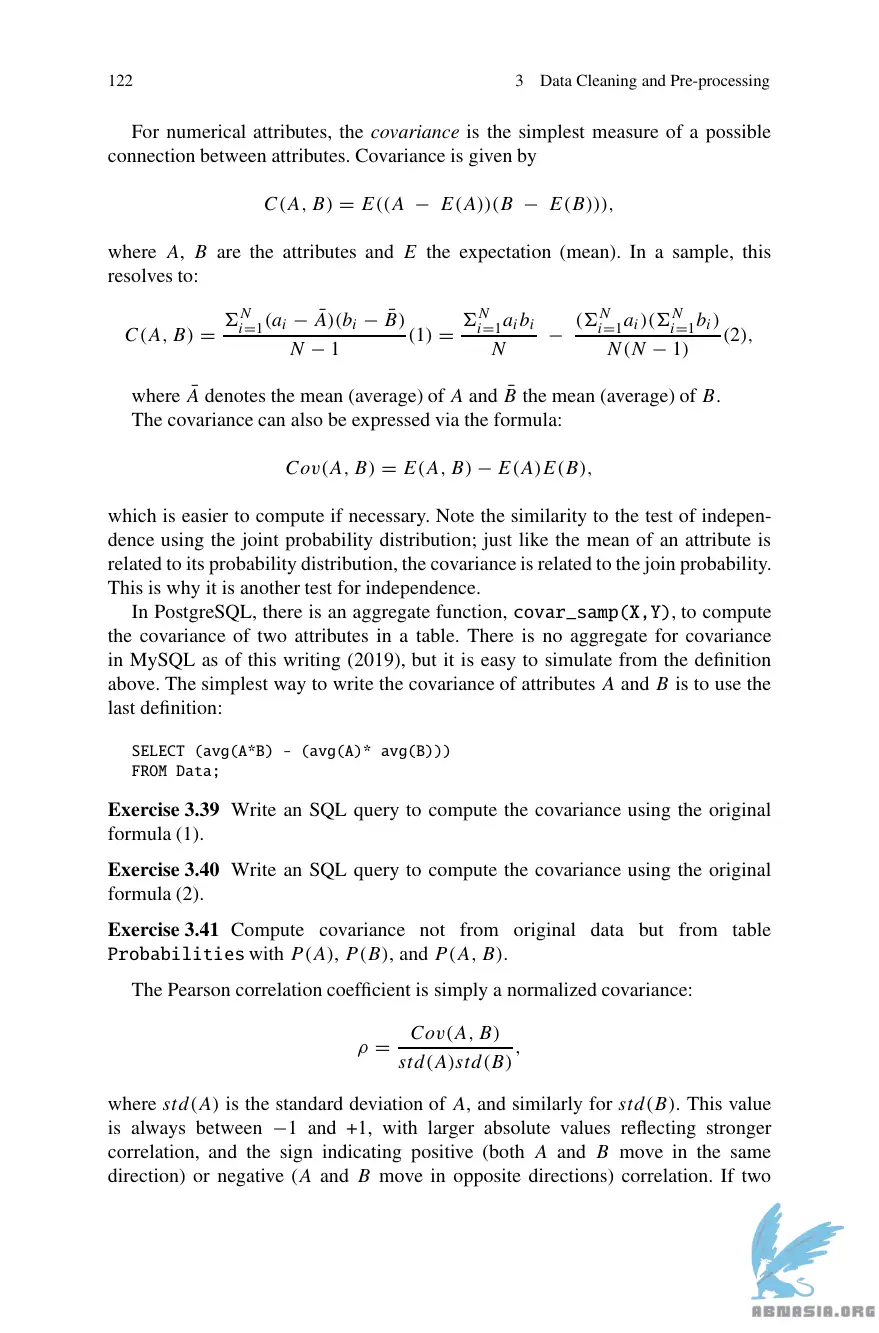 122 3 Data Cleaning and Pre-processing
For numerical attributes, the covariance is the simplest measure of a possible
connection between attributes. Covariance is given by
C(A, B) = E((A − E(A))(B − E(B))),
where A, B are the attributes and E the expectation (mean). In a sample, this
resolves to:
C(A, B) = \frac{Σ_{i=1}^{N}(a_i − Ā)(b_i − B̄)}{N − 1}(1) = \frac{Σ_{i=1}^{N}a_i b_i}{N} − \frac{(Σ_{i=1}^{N}a_i)(Σ_{i=1}^{N}b_i)}{N(N − 1)}(2),
where Ā denotes the mean (average) of A and B̄ the mean (average) of B.
The covariance can also be expressed via the formula:
Cov(A, B) = E(A, B) − E(A)E(B),
which is easier to compute if necessary. Note the similarity to the test of indepen-
dence using the joint probability distribution; just like the mean of an attribute is
related to its probability distribution, the covariance is related to the join probability.
This is why it is another test for independence.
In PostgreSQL, there is an aggregate function, covar_samp(X,Y), to compute
the covariance of two attributes in a table. There is no aggregate for covariance
in MySQL as of this writing (2019), but it is easy to simulate from the definition
above. The simplest way to write the covariance of attributes A and B is to use the
last definition:
SELECT (avg(A*B) - (avg(A)* avg(B)))
FROM Data;
Exercise 3.39 Write an SQL query to compute the covariance using the original
formula (1).
Exercise 3.40 Write an SQL query to compute the covariance using the original
formula (2).
Exercise 3.41 Compute covariance not from original data but from table
Probabilities with P(A), P(B), and P(A, B).
The Pearson correlation coefficient is simply a normalized covariance:
ρ = \frac{Cov(A, B)}{std(A)std(B)},
where std(A) is the standard deviation of A, and similarly for std(B). This value
is always between −1 and +1, with larger absolute values reflecting stronger
correlation, and the sign indicating positive (both A and B move in the same
direction) or negative (A and B move in opposite directions) correlation. If two
ABNASIA.ORG